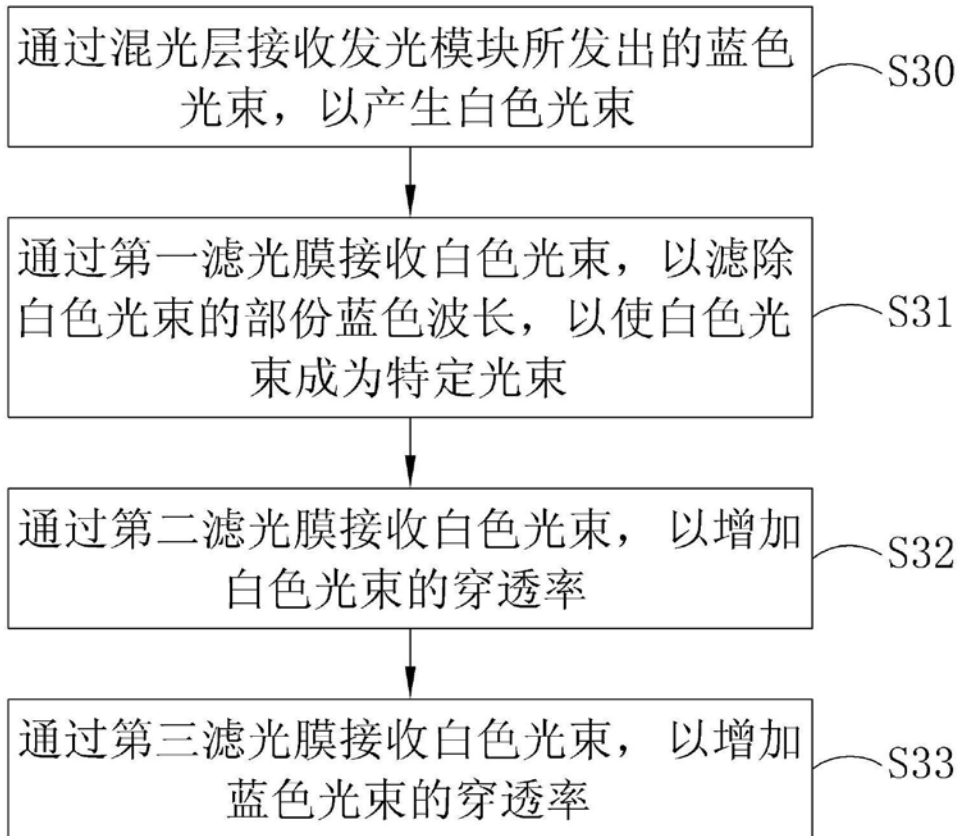 通过混光层接收发光模块所发出的蓝色
光束，以产生白色光束
S30
通过第一滤光膜接收白色光束，以滤除
白色光束的部份蓝色波长，以使白色光
束成为特定光束
S31
通过第二滤光膜接收白色光束，以增加
白色光束的穿透率
S32
通过第三滤光膜接收白色光束，以增加
蓝色光束的穿透率
S33